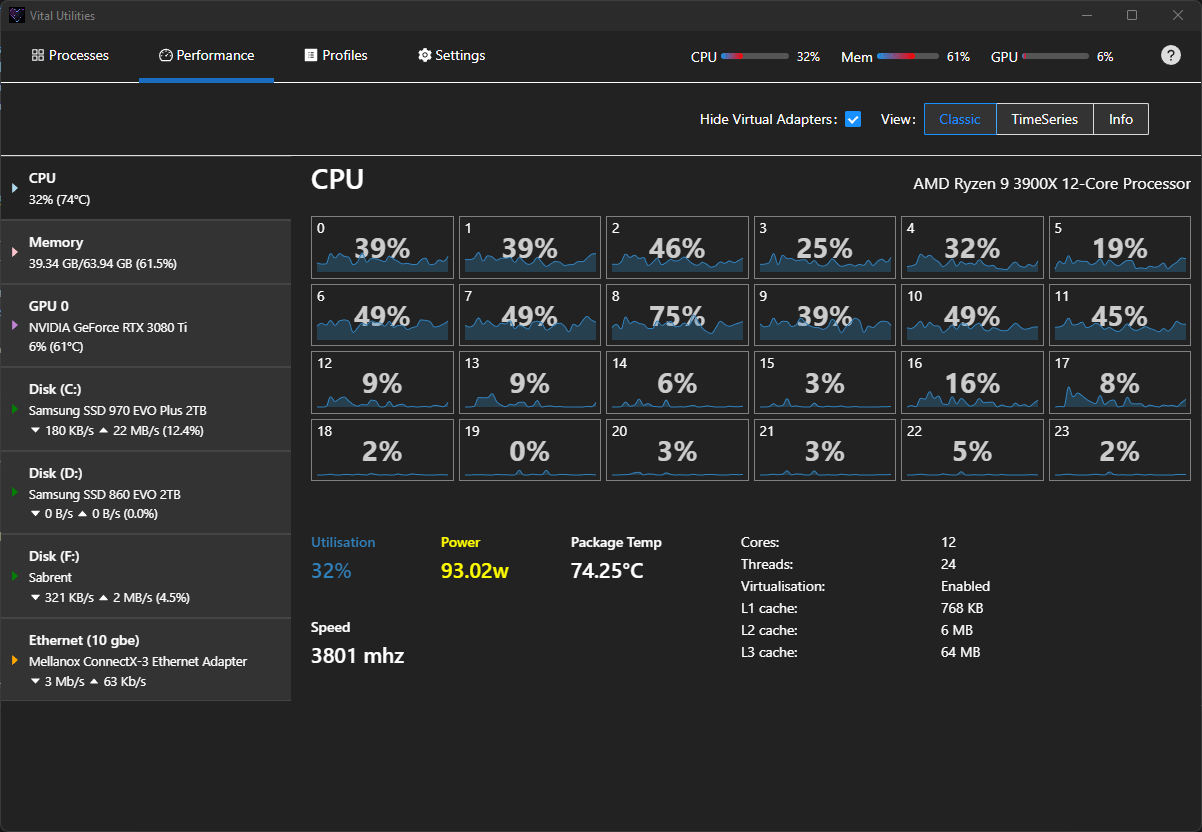 Vital Utilities
Processes Performance Profiles Settings CPU 32% Mem 61% GPU 6% ?
Hide Virtual Adapters: View: Classic TimeSeries Info
CPU
32% (74°C)
Memory
39.34 GB/63.94 GB (61.5%)
GPU 0
NVIDIA GeForce RTX 3080 Ti
6% (61°C)
Disk (C:)
Samsung SSD 970 EVO Plus 2TB
▼ 180 KB/s ▲ 22 MB/s (12.4%)
Disk (D:)
Samsung SSD 860 EVO 2TB
▼ 0 B/s ▲ 0 B/s (0.0%)
Disk (F:)
Sabrent
▼ 321 KB/s ▲ 2 MB/s (4.5%)
Ethernet (10 gbe)
Mellanox ConnectX-3 Ethernet Adapter
▼ 3 Mb/s ▲ 63 Kb/s
CPU
AMD Ryzen 9 3900X 12-Core Processor
0 39% 1 39% 2 46% 3 25% 4 32% 5 19%
6 49% 7 49% 8 75% 9 39% 10 49% 11 45%
12 9% 13 9% 14 6% 15 3% 16 16% 17 8%
18 2% 19 0% 20 3% 21 3% 22 5% 23 2%
Utilisation Power Package Temp
32% 93.02w 74.25°C
Speed
3801 mhz
Cores: 12
Threads: 24
Virtualisation: Enabled
L1 cache: 768 KB
L2 cache: 6 MB
L3 cache: 64 MB